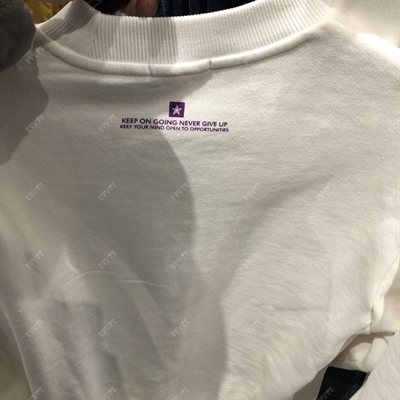 KEEP ON GOING NEVER GIVE UP
KEEP YOUR MIND OPEN TO OPPORTUNITIES